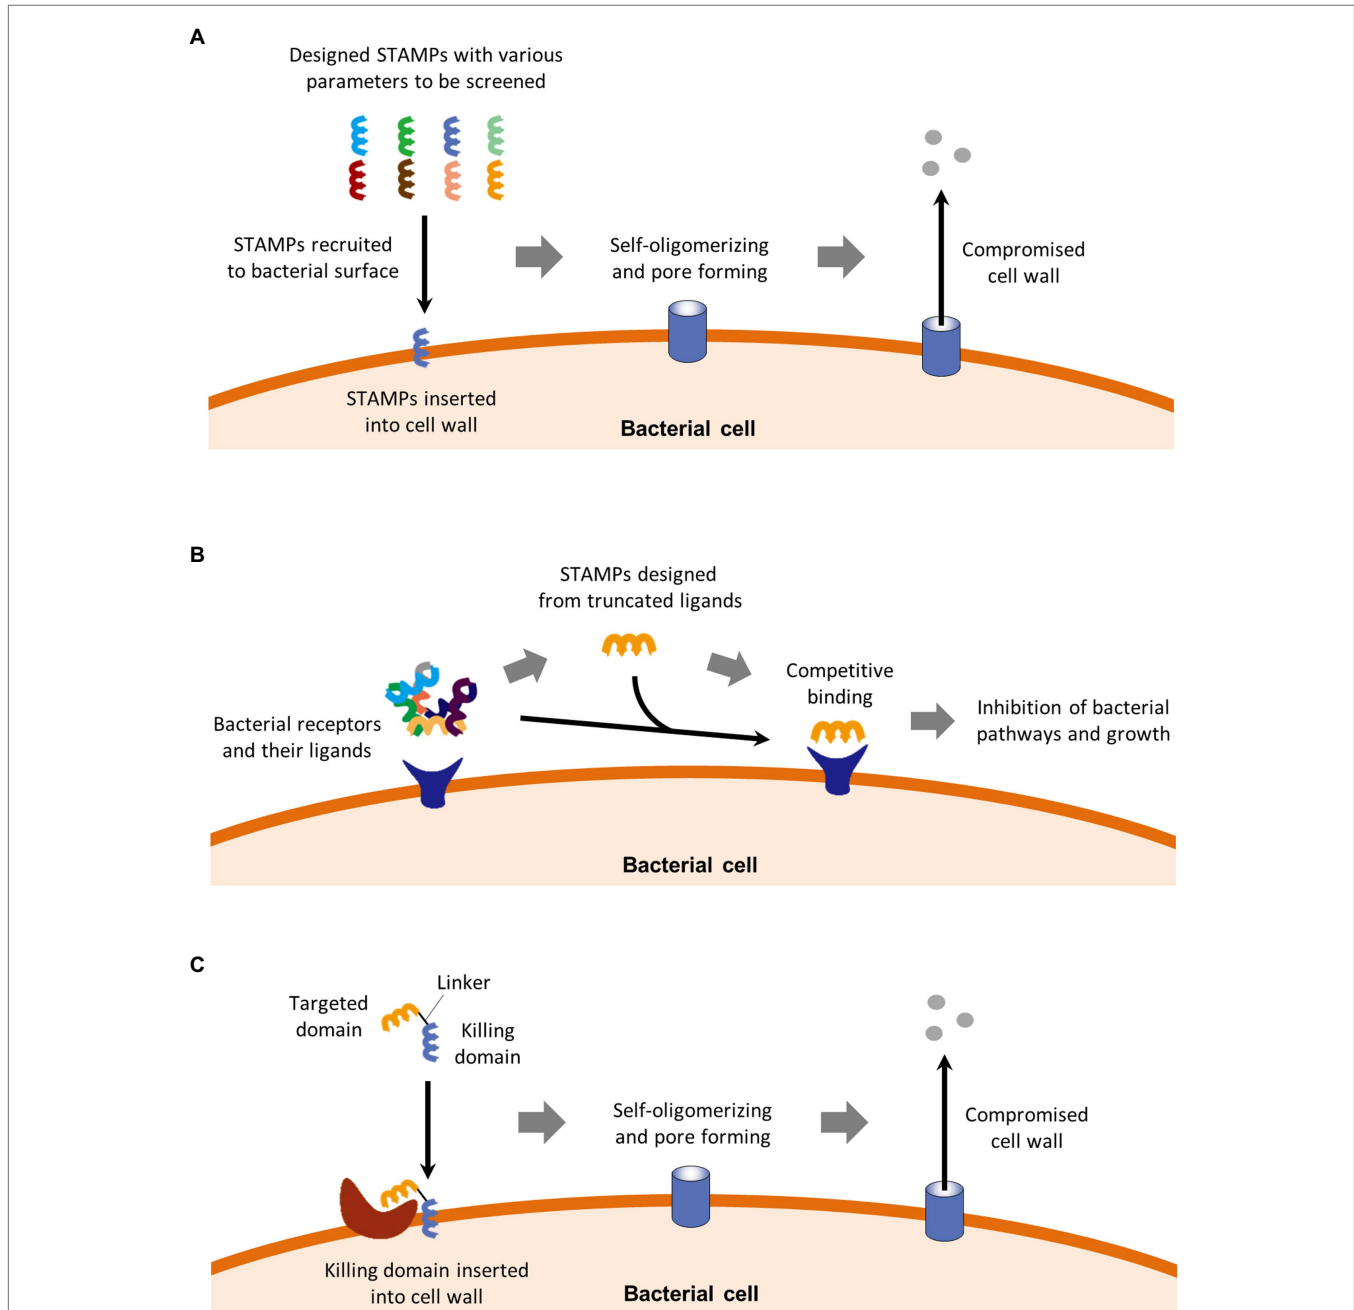 A
Designed STAMPs with various
parameters to be screened
STAMPs recruited
to bacterial surface
Self-oligomerizing
and pore forming
Compromised
cell wall
STAMPs inserted
into cell wall
Bacterial cell
B
STAMPs designed
from truncated ligands
Competitive
binding
Bacterial receptors
and their ligands
Inhibition of bacterial
pathways and growth
Bacterial cell
C
Linker
Targeted
domain
Killing
domain
Self-oligomerizing
and pore forming
Compromised
cell wall
Killing domain inserted
into cell wall
Bacterial cell